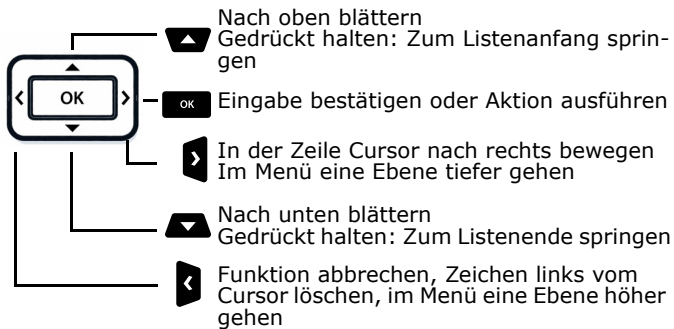 Nach oben blättern
Gedrückt halten: Zum Listenanfang sprin-
gen
OK
OK
Eingabe bestätigen oder Aktion ausführen
In der Zeile Cursor nach rechts bewegen
Im Menü eine Ebene tiefer gehen
Nach unten blättern
Gedrückt halten: Zum Listenende springen
Funktion abbrechen, Zeichen links vom
Cursor löschen, im Menü eine Ebene höher
gehen